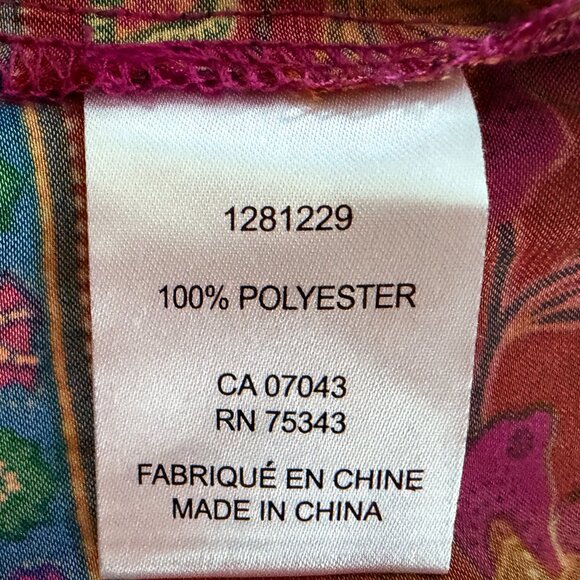 1281229
100% POLYESTER
CA 07043
RN 75343
FABRIQUÉ EN CHINE
MADE IN CHINA